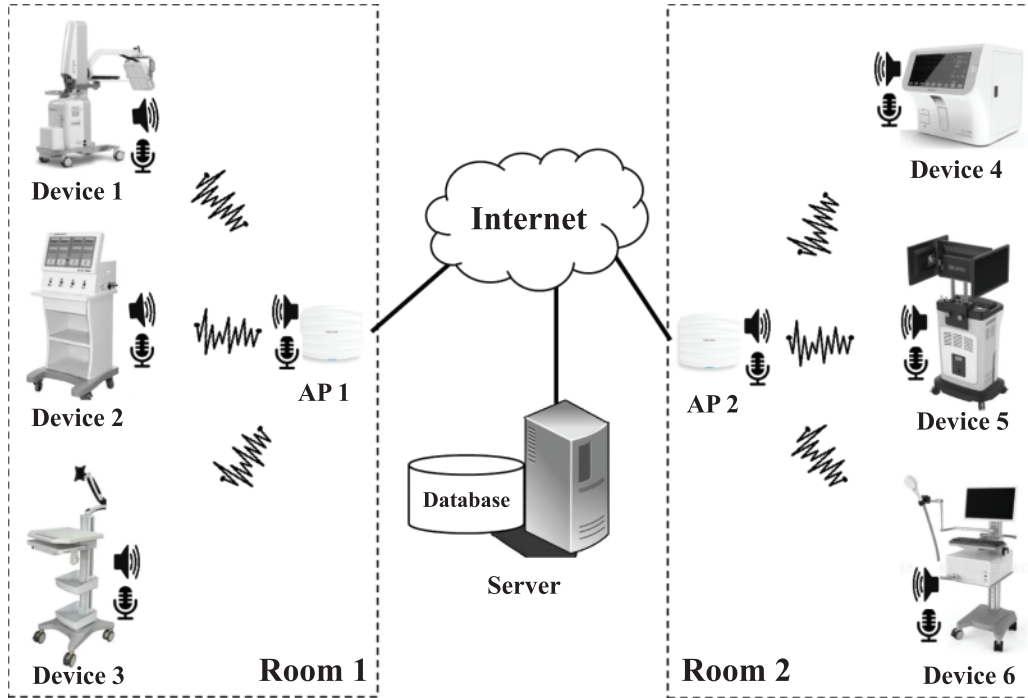 Device 1
Device 2
Device 3
AP 1
Room 1
Internet
Database
Server
Device 4
Device 5
Device 6
AP 2
Room 2